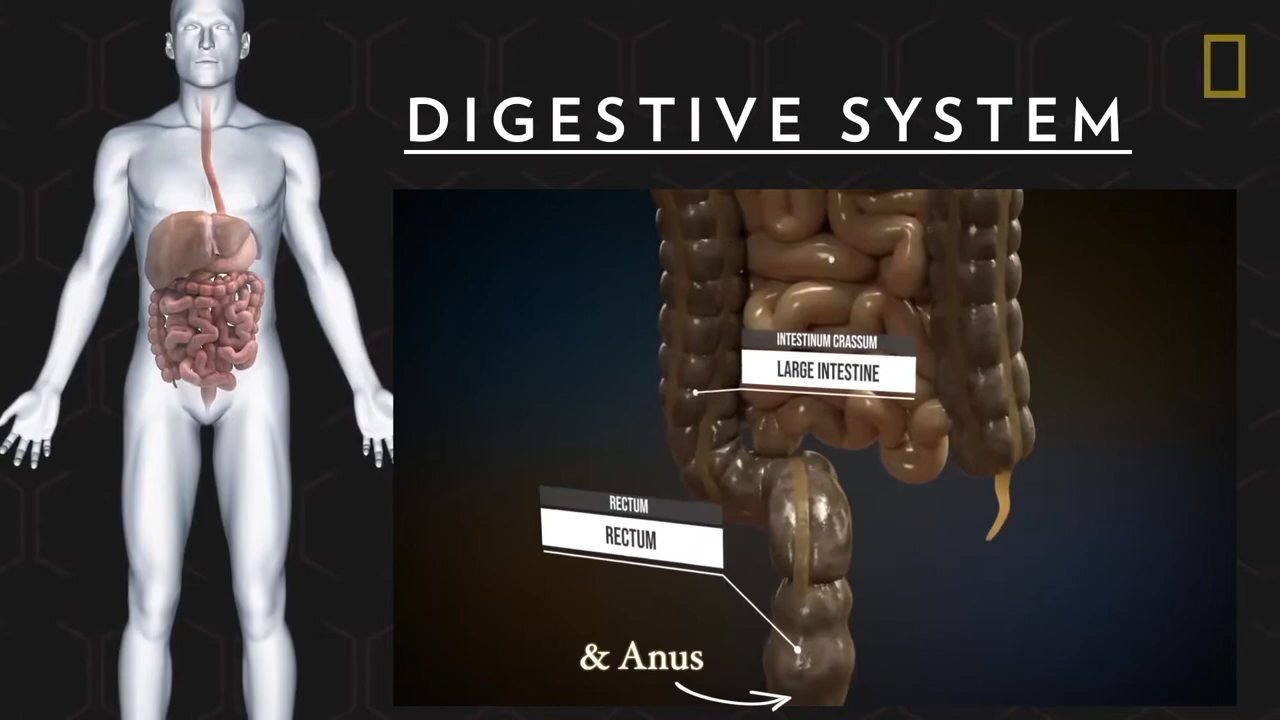 DIGESTIVE SYSTEM
INTESTINUM CRASSUM
LARGE INTESTINE
RECTUM
RECTUM
& Anus